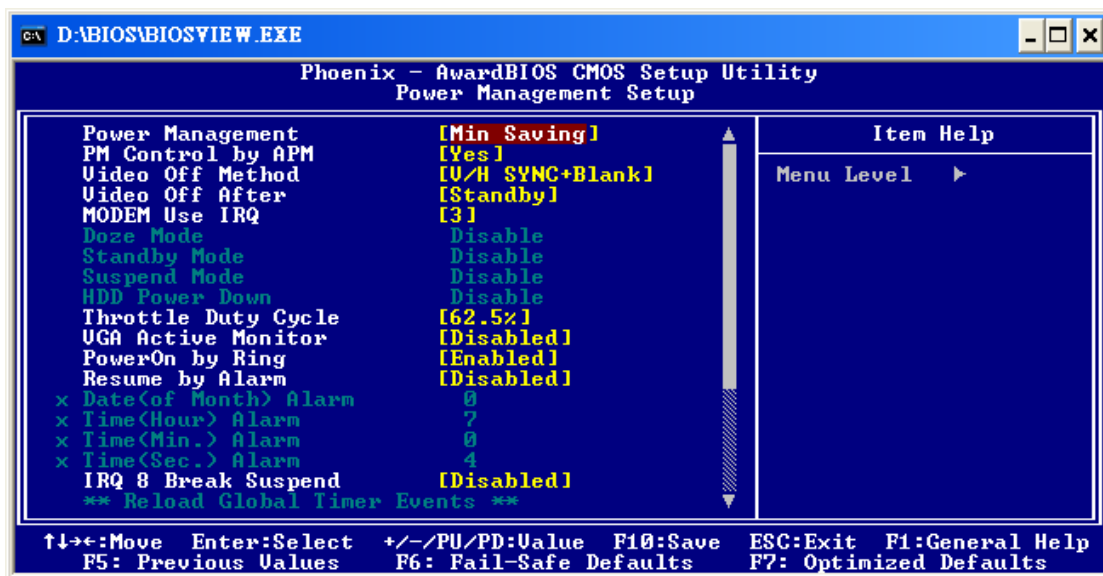 D:\BIOS\BIOSVIEW.EXE
Phoenix - AwardBIOS CMOS Setup Utility
Power Management Setup
Power Management [Min Saving]
PM Control by APM [Yes]
Video Off Method [V/H SYNC+Blank]
Video Off After [Standby]
MODEM Use IRQ [3]
Doze Mode Disable
Standby Mode Disable
Suspend Mode Disable
HDD Power Down Disable
Throttle Duty Cycle [62.5%]
VGA Active Monitor [Disabled]
PowerOn by Ring [Enabled]
Resume by Alarm [Disabled]
x Date(of Month) Alarm 0
x Time(Hour) Alarm 7
x Time(Min.) Alarm 0
x Time(Sec.) Alarm 4
IRQ 8 Break Suspend [Disabled]
** Reload Global Timer Events **
Item Help
Menu Level ►
↑↓→←:Move Enter:Select +/-/PU/PD:Value F10:Save ESC:Exit F1:General Help
F5: Previous Values F6: Fail-Safe Defaults F7: Optimized Defaults